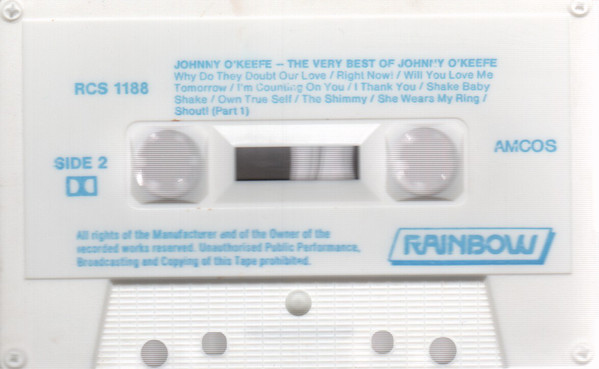 JOHNNY O'KEEFE – THE VERY BEST OF JOHNNY O'KEEFE
Why Do They Doubt Our Love / Right Now! / Will You Love Me
Tomorrow / I'm Counting On You / I Thank You / Shake Baby
Shake / Own True Self / The Shimmy / She Wears My Ring /
Shout! (Part 1)
RCS 1188
AMCOS
SIDE 2
All rights of the Manufacturer and of the Owner of the
recorded works reserved. Unauthorised Public Performance,
Broadcasting and Copying of this Tape prohibited.
RAINBOW